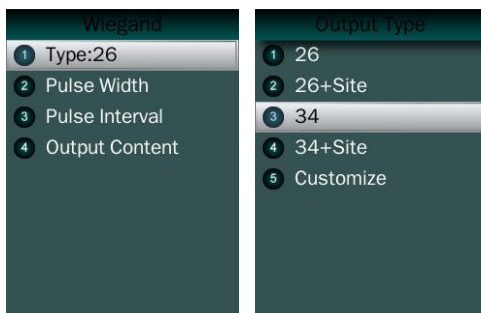 Wiegand
1 Type:26
2 Pulse Width
3 Pulse Interval
4 Output Content
Output Type
1 26
2 26+Site
3 34
4 34+Site
5 Customize